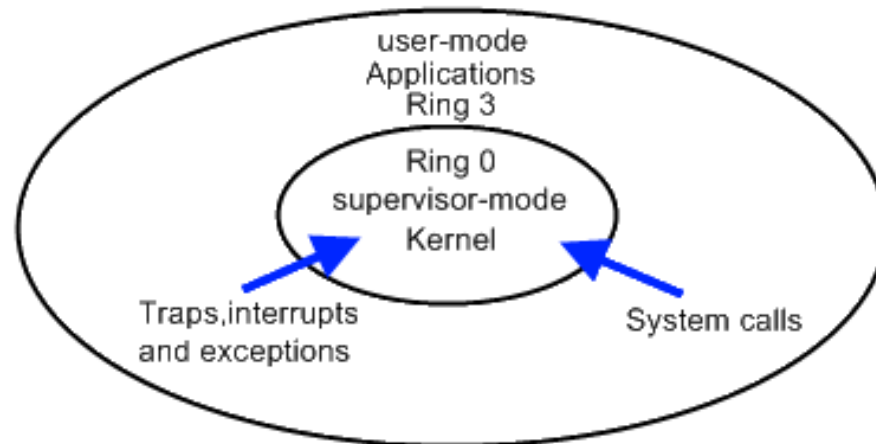 user-mode
Applications
Ring 3
Ring 0
supervisor-mode
Kernel
Traps,interrupts
and exceptions
System calls